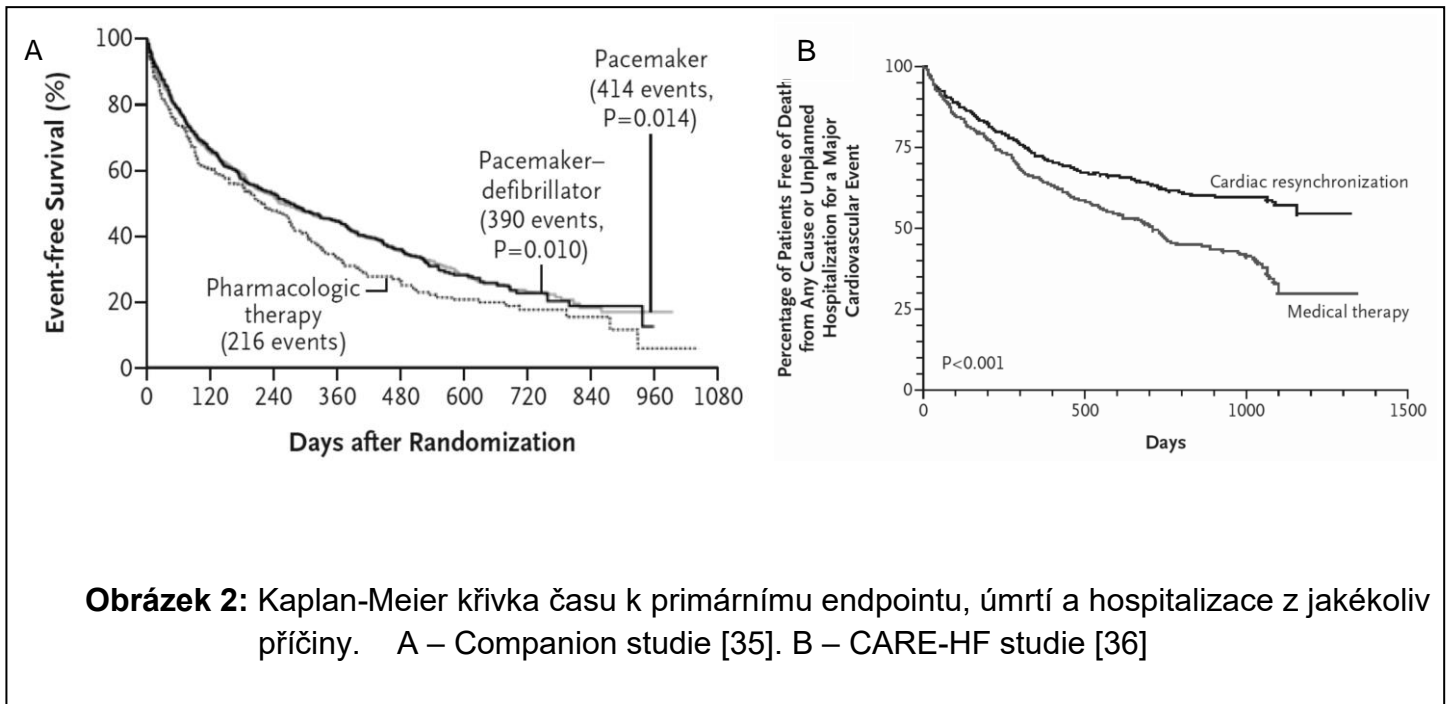 A
Event-free Survival (%)
100
80
60
40
20
0
Pacemaker
(414 events,
P=0.014)
Pacemaker–
defibrillator
(390 events,
P=0.010)
Pharmacologic
therapy
(216 events)
0 120 240 360 480 600 720 840 960 1080
Days after Randomization
B
Percentage of Patients Free of Death
from Any Cause or Unplanned
Hospitalization for a Major
Cardiovascular Event
100
75
50
25
0
Cardiac resynchronization
Medical therapy
P<0.001
0 500 1000 1500
Days
Obrázek 2: Kaplan-Meier křivka času k primárnímu endpointu, úmrtí a hospitalizace z jakékoliv
příčiny. A – Companion studie [35]. B – CARE-HF studie [36]